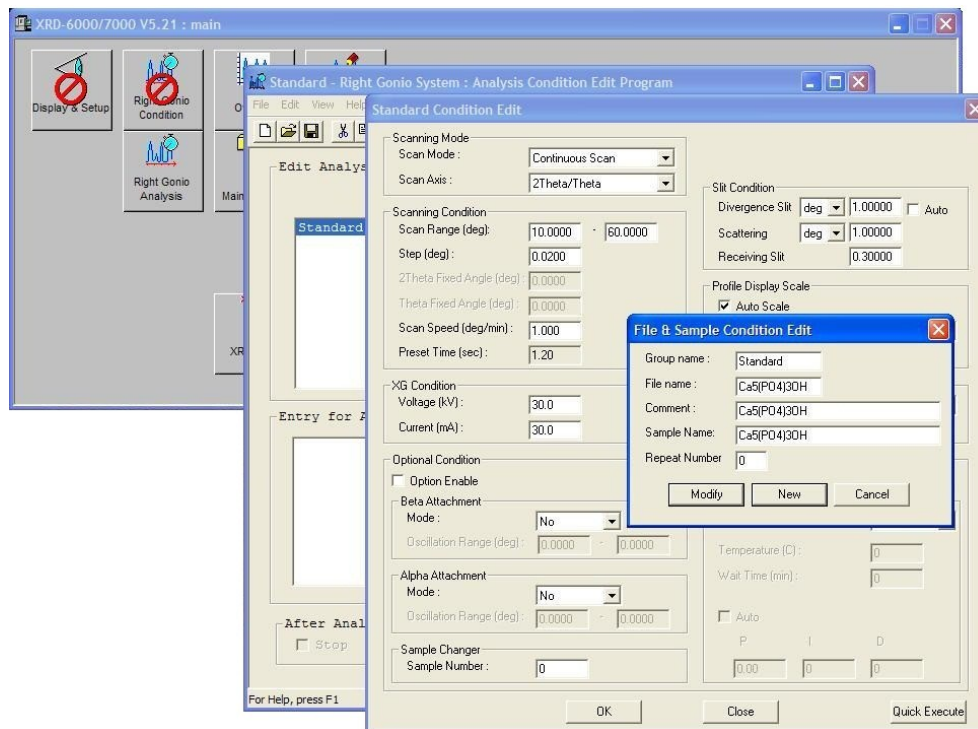 XRD-6000/7000 V5.21 : main
Display & Setup
Right Gonio
Condition
Right Gonio
Analysis
Standard - Right Gonio System : Analysis Condition Edit Program
File Edit View Help
Edit Analys
Standard
Entry for A
After Anal
Stop
For Help, press F1
Standard Condition Edit
Scanning Mode
Scan Mode : Continuous Scan
Scan Axis : 2Theta/Theta
Scanning Condition
Scan Range (deg): 10.0000 - 60.0000
Step (deg) : 0.0200
2Theta Fixed Angle (deg) : 0.0000
Theta Fixed Angle (deg) : 0.0000
Scan Speed (deg/min) : 1.000
Preset Time (sec) : 1.20
XG Condition
Voltage (kV) : 30.0
Current (mA) : 30.0
Optional Condition
Option Enable
Beta Attachment
Mode : No
Oscillation Range (deg) : 0.0000 - 0.0000
Alpha Attachment
Mode : No
Oscillation Range (deg) : 0.0000 - 0.0000
Sample Changer
Sample Number : 0
Slit Condition
Divergence Slit deg 1.00000 Auto
Scattering deg 1.00000
Receiving Slit 0.30000
Profile Display Scale
Auto Scale
File & Sample Condition Edit
Group name : Standard
File name : Ca5(PO4)3OH
Comment : Ca5(PO4)3OH
Sample Name: Ca5(PO4)3OH
Repeat Number 0
Modify New Cancel
Temperature (C) : 0
Wait Time (min) : 0
Auto
P I D
0.00 0 0
OK Close Quick Execute